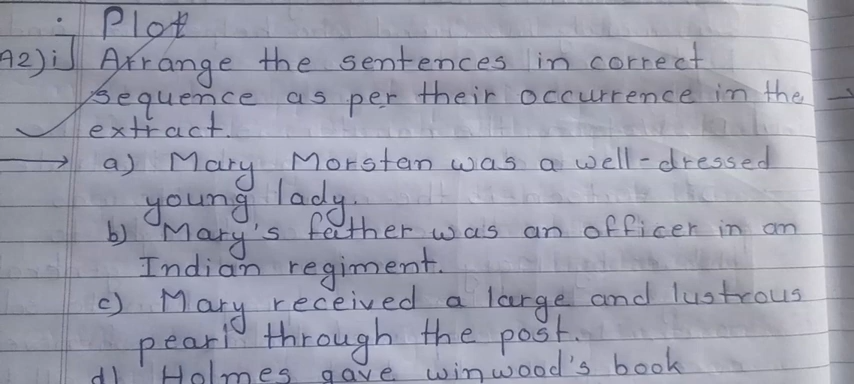 Plot
A2) i) Arrange the sentences in correct
sequence as per their occurrence in the
extract.
a) Mary Morstan was a well-dressed
young lady.
b) Mary's father was an officer in an
Indian regiment.
c) Mary received a large and lustrous
pearl through the post.
d) Holmes gave winwood's book